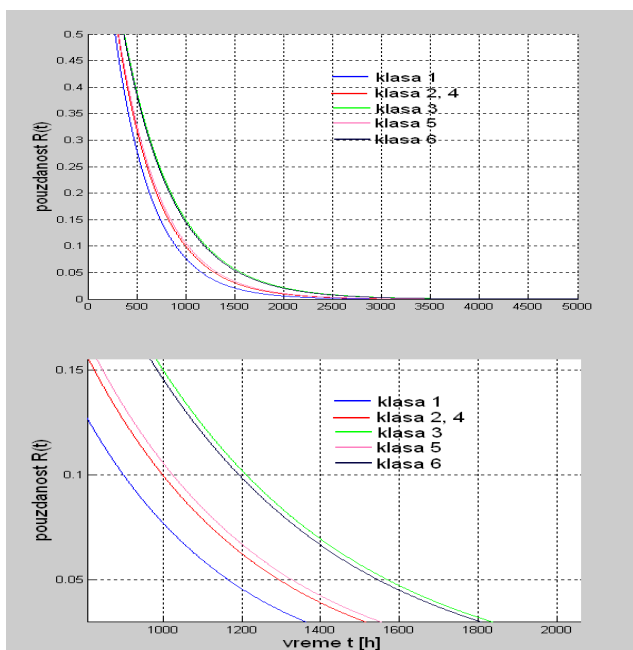 0.5
0.45
0.4
0.35
0.3
0.25
0.2
0.15
0.1
0.05
0
pouzdanost R(t)
klasa 1
klasa 2, 4
klasa 3
klasa 5
klasa 6
0 500 1000 1500 2000 2500 3000 3500 4000 4500 5000
0.15
0.1
0.05
pouzdanost R(t)
klasa 1
klasa 2, 4
klasa 3
klasa 5
klasa 6
1000 1200 1400 1600 1800 2000
vreme t [h]